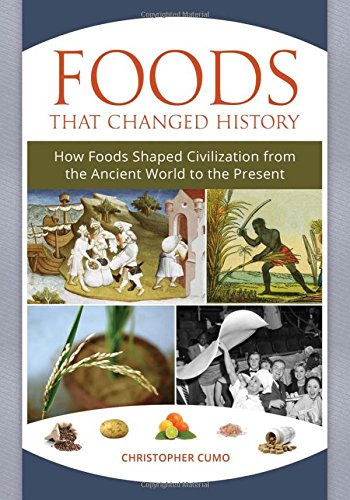 FOODS
THAT CHANGED HISTORY
How Foods Shaped Civilization from
the Ancient World to the Present
CHRISTOPHER CUMO